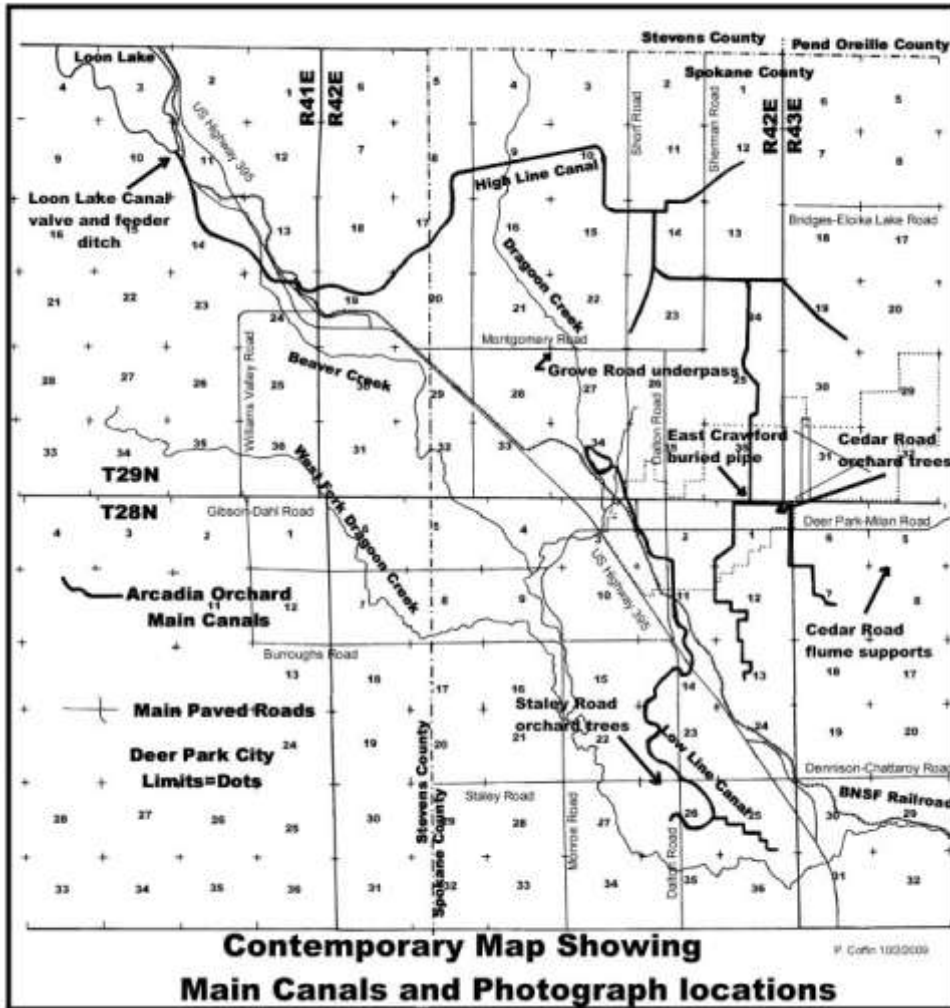 Stevens County
Pend Oreille County
Loon Lake
Spokane County
R41E
R42E
R42E
R43E
US Highway 395
Short Road
Sherman Road
High Line Canal
Bridges-Eloika Lake Road
Loon Lake Canal
valve and feeder
ditch
Dragoon Creek
Montgomery Road
Williams Valley Road
Beaver Creek
Grove Road underpass
Dalton Road
East Crawford
buried pipe
Cedar Road
orchard trees
T29N
T28N
West Fork Dragoon Creek
Gibson-Dahl Road
Deer Park-Milan Road
US Highway 395
Arcadia Orchard
Main Canals
Cedar Road
flume supports
Burroughs Road
Main Paved Roads
Staley Road
orchard trees
Deer Park City
Limits=Dots
Stevens County
Spokane County
Low Line Canal
Dennison-Chattaroy Road
BNSF Railroad
Staley Road
Monroe Road
Dalton Road
Contemporary Map Showing
Main Canals and Photograph locations
P. Coffin 10/2/2009